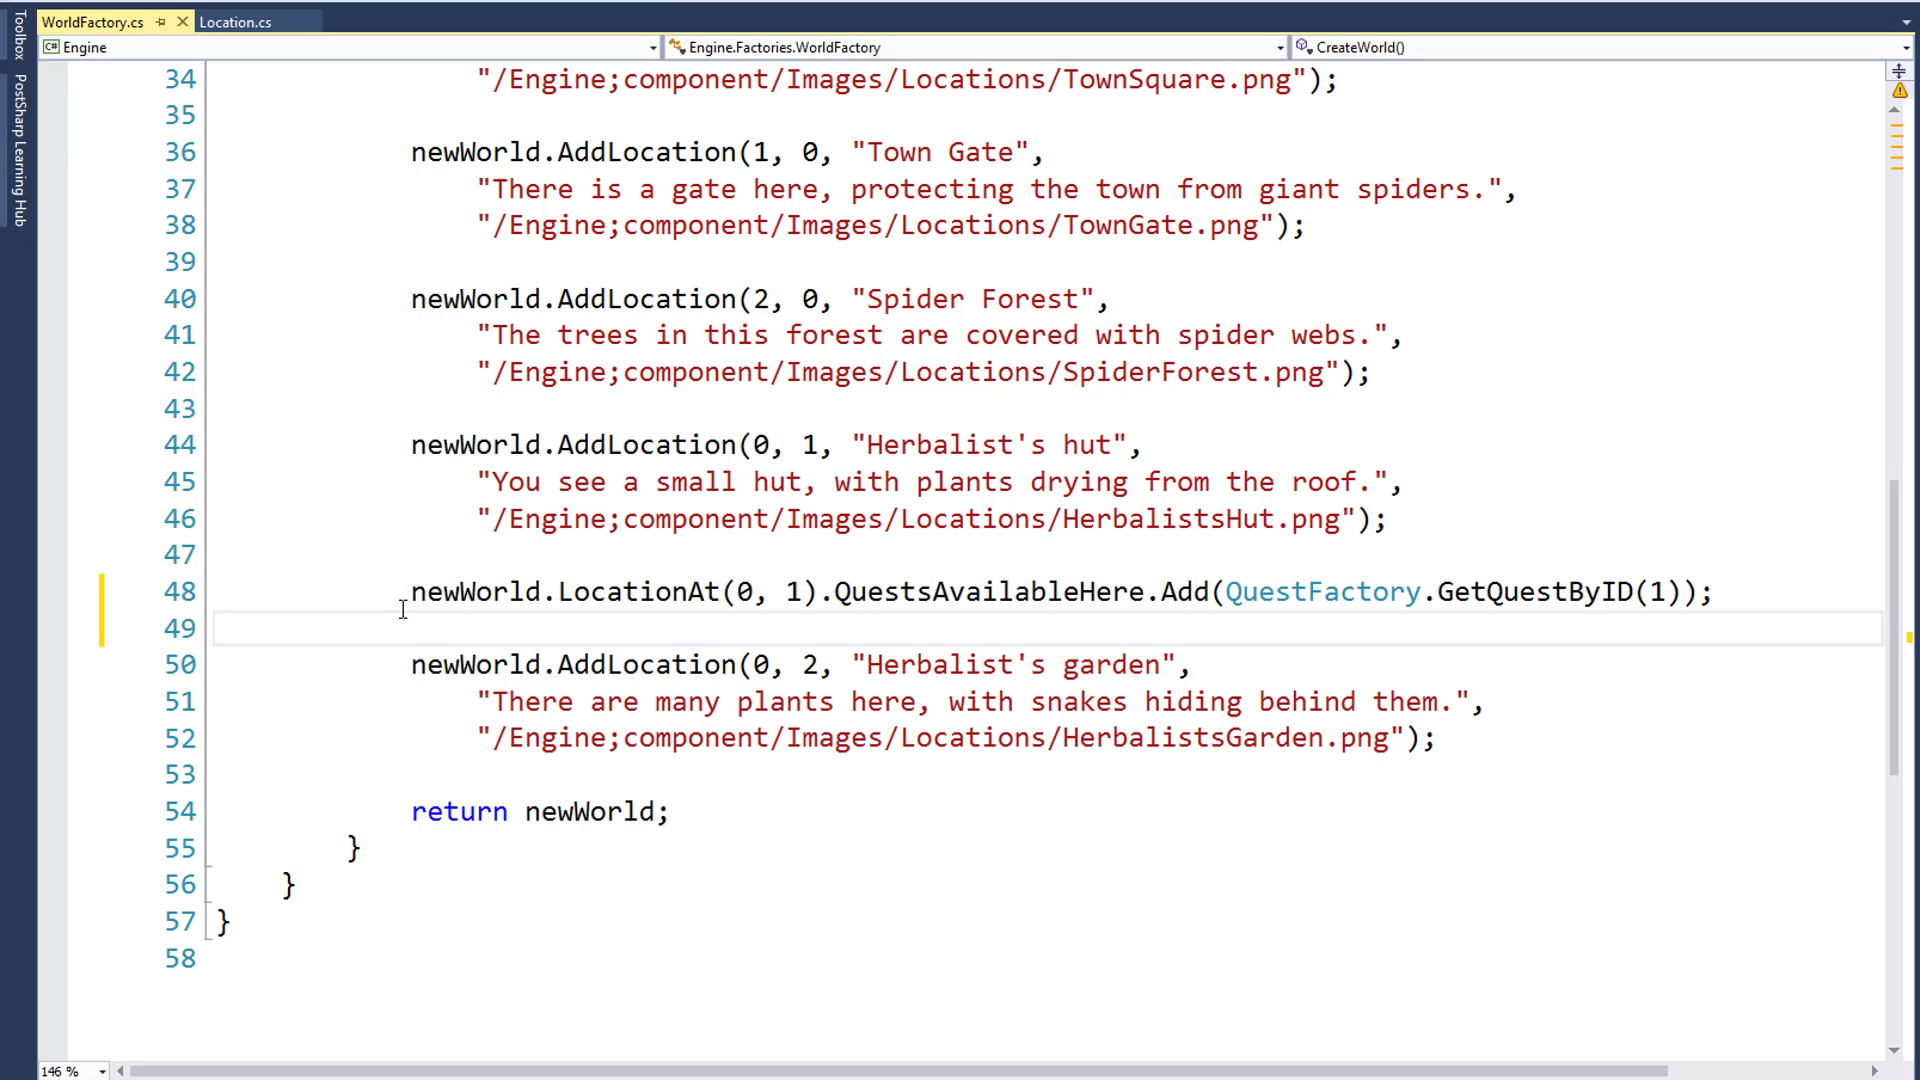 WorldFactory.cs
Location.cs
Toolbox
PostSharp Learning Hub
C# Engine
Engine.Factories.WorldFactory
CreateWorld()
34 "/Engine;component/Images/Locations/TownSquare.png");
35
36 newWorld.AddLocation(1, 0, "Town Gate",
37 "There is a gate here, protecting the town from giant spiders.",
38 "/Engine;component/Images/Locations/TownGate.png");
39
40 newWorld.AddLocation(2, 0, "Spider Forest",
41 "The trees in this forest are covered with spider webs.",
42 "/Engine;component/Images/Locations/SpiderForest.png");
43
44 newWorld.AddLocation(0, 1, "Herbalist's hut",
45 "You see a small hut, with plants drying from the roof.",
46 "/Engine;component/Images/Locations/HerbalistsHut.png");
47
48 newWorld.LocationAt(0, 1).QuestsAvailableHere.Add(QuestFactory.GetQuestByID(1));
49
50 newWorld.AddLocation(0, 2, "Herbalist's garden",
51 "There are many plants here, with snakes hiding behind them.",
52 "/Engine;component/Images/Locations/HerbalistsGarden.png");
53
54 return newWorld;
55 }
56 }
57 }
58
146 %